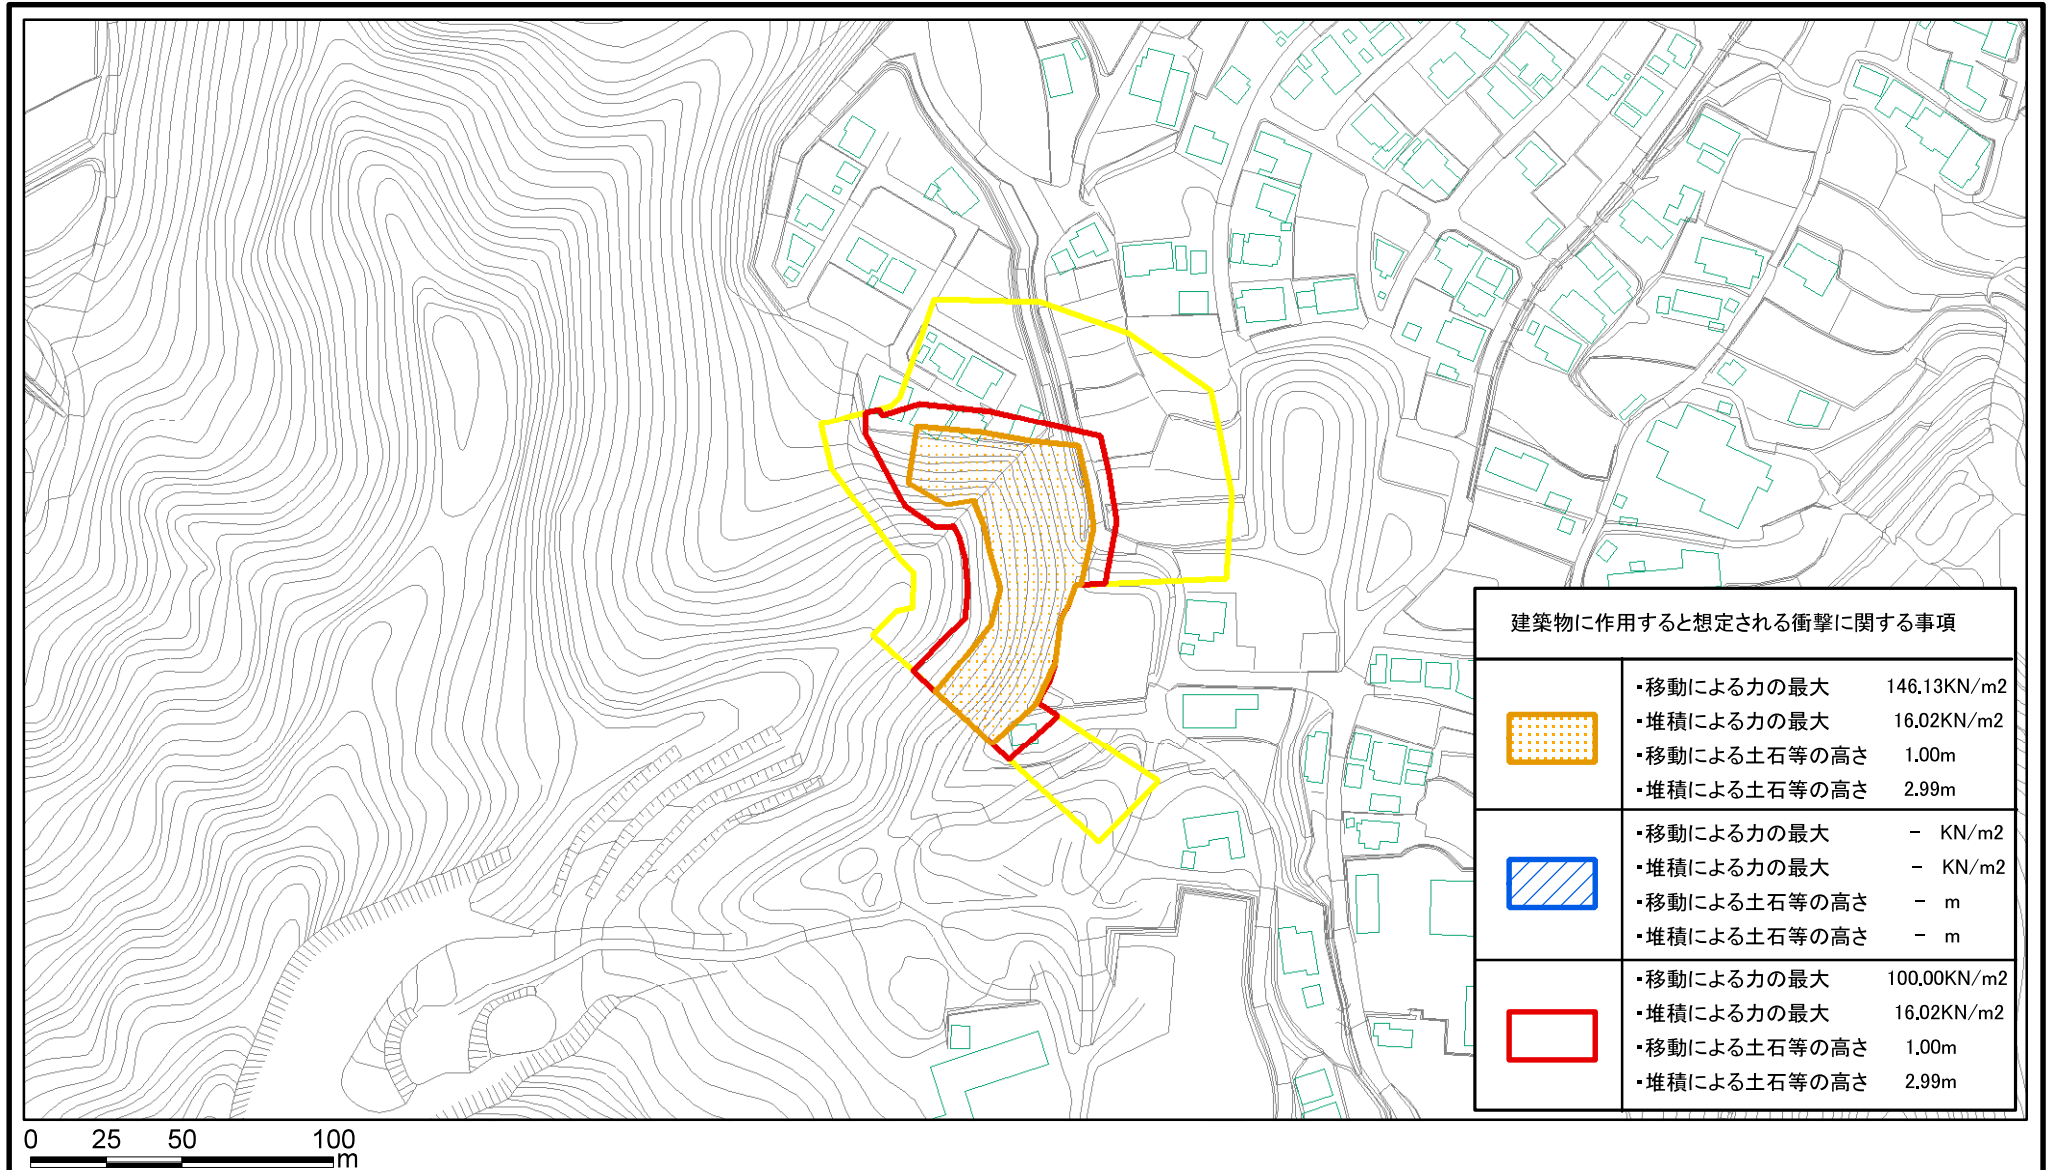 建築物に作用すると想定される衝撃に関する事項
・移動による力の最大 146.13KN/m2
・堆積による力の最大 16.02KN/m2
・移動による土石等の高さ 1.00m
・堆積による土石等の高さ 2.99m
・移動による力の最大 - KN/m2
・堆積による力の最大 - KN/m2
・移動による土石等の高さ - m
・堆積による土石等の高さ - m
・移動による力の最大 100.00KN/m2
・堆積による力の最大 16.02KN/m2
・移動による土石等の高さ 1.00m
・堆積による土石等の高さ 2.99m
0 25 50 100
m